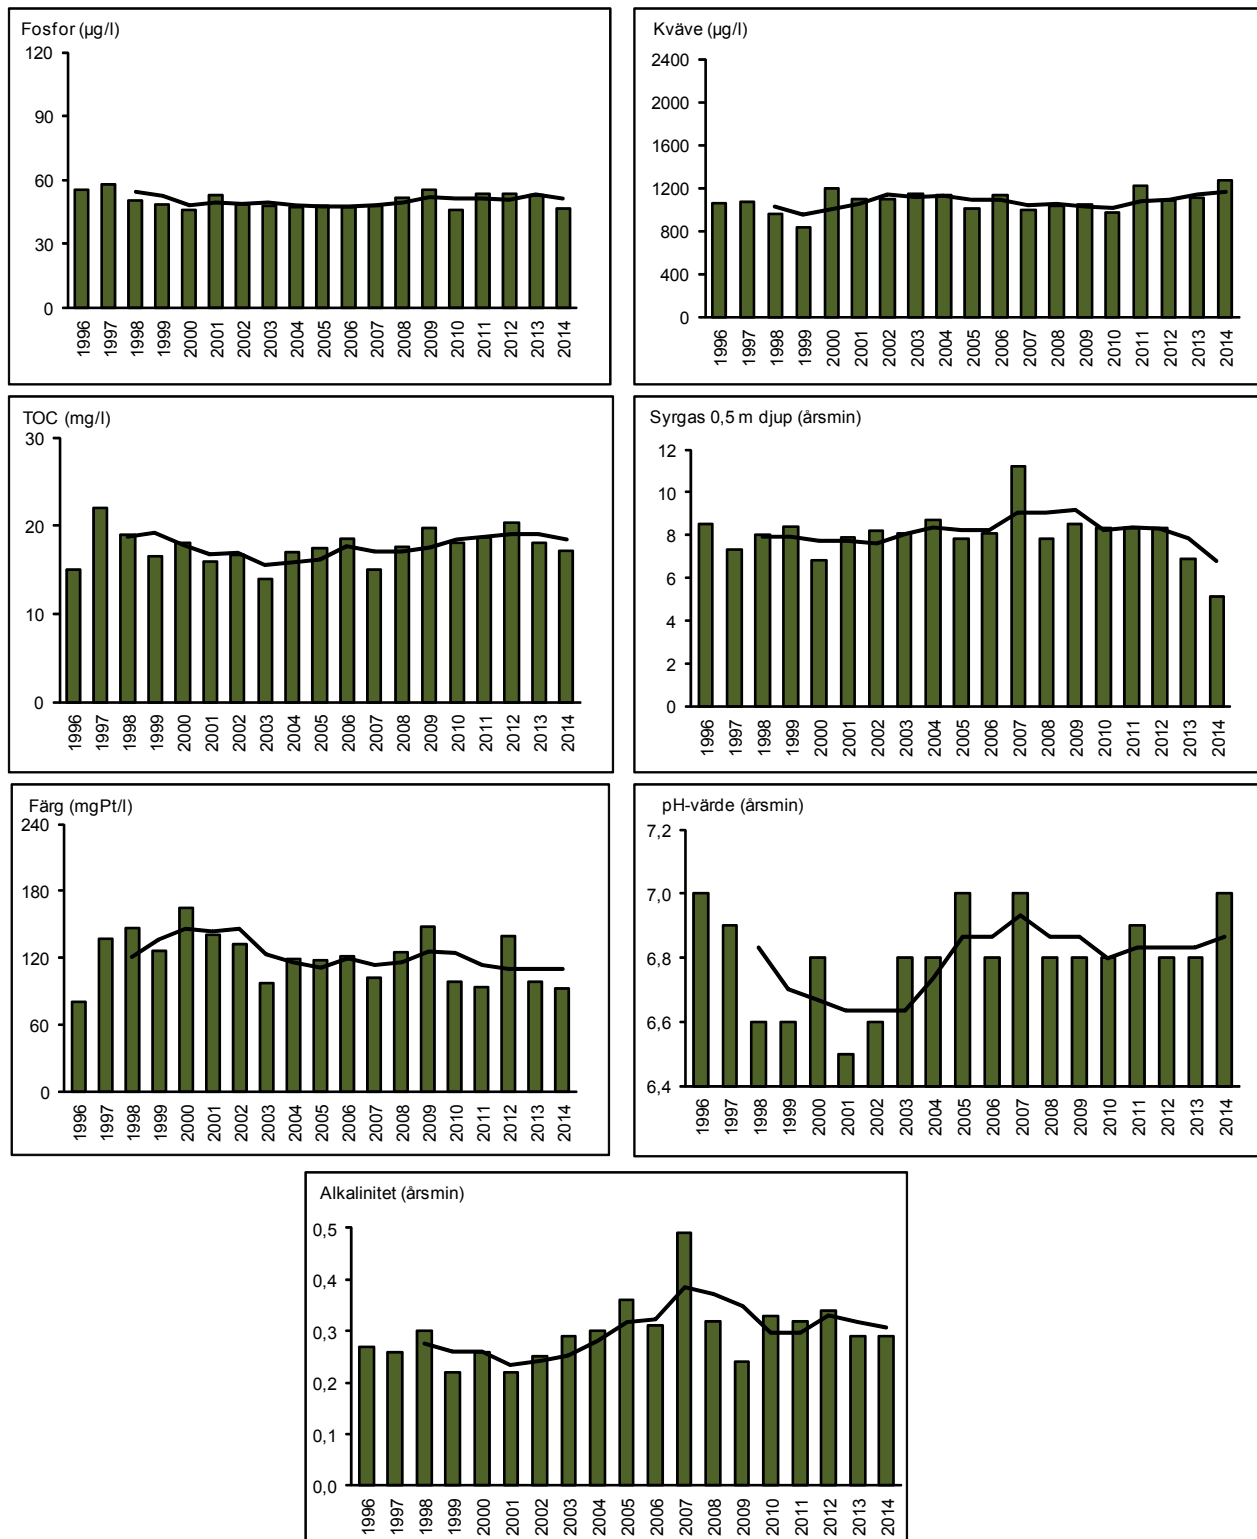 Fosfor (µg/l)
120
90
60
30
0
1996 1997 1998 1999 2000 2001 2002 2003 2004 2005 2006 2007 2008 2009 2010 2011 2012 2013 2014
Kväve (µg/l)
2400
2000
1600
1200
800
400
0
1996 1997 1998 1999 2000 2001 2002 2003 2004 2005 2006 2007 2008 2009 2010 2011 2012 2013 2014
TOC (mg/l)
30
20
10
0
1996 1997 1998 1999 2000 2001 2002 2003 2004 2005 2006 2007 2008 2009 2010 2011 2012 2013 2014
Syrgas 0,5 m djup (årsmin)
12
10
8
6
4
2
0
1996 1997 1998 1999 2000 2001 2002 2003 2004 2005 2006 2007 2008 2009 2010 2011 2012 2013 2014
Färg (mgPt/l)
240
180
120
60
0
1996 1997 1998 1999 2000 2001 2002 2003 2004 2005 2006 2007 2008 2009 2010 2011 2012 2013 2014
pH-värde (årsmin)
7,2
7,0
6,8
6,6
6,4
1996 1997 1998 1999 2000 2001 2002 2003 2004 2005 2006 2007 2008 2009 2010 2011 2012 2013 2014
Alkalinitet (årsmin)
0,5
0,4
0,3
0,2
0,1
0,0
1996 1997 1998 1999 2000 2001 2002 2003 2004 2005 2006 2007 2008 2009 2010 2011 2012 2013 2014